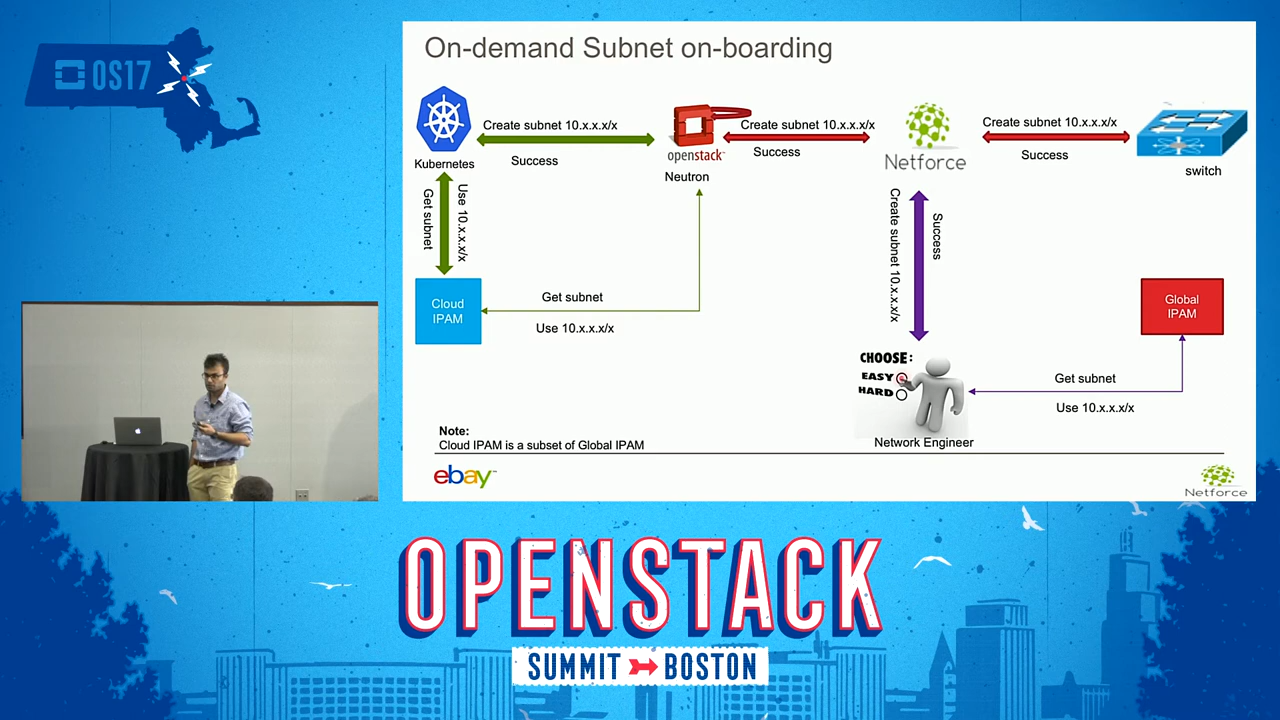 OS17
On-demand Subnet on-boarding
Kubernetes
Create subnet 10.x.x.x/x
Success
openstack™
Neutron
Create subnet 10.x.x.x/x
Success
Netforce
Create subnet 10.x.x.x/x
Success
switch
Get subnet
Use 10.x.x.x/x
Cloud
IPAM
Get subnet
Use 10.x.x.x/x
Create subnet 10.x.x.x/x
Success
Global
IPAM
CHOOSE:
EASY
HARD
Get subnet
Use 10.x.x.x/x
Network Engineer
Note:
Cloud IPAM is a subset of Global IPAM
ebay™
Netforce
OPENSTACK
SUMMIT BOSTON